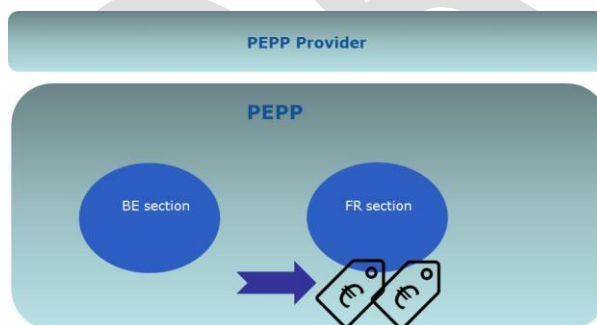 PEPP Provider
PEPP
BE section
FR section
€ €